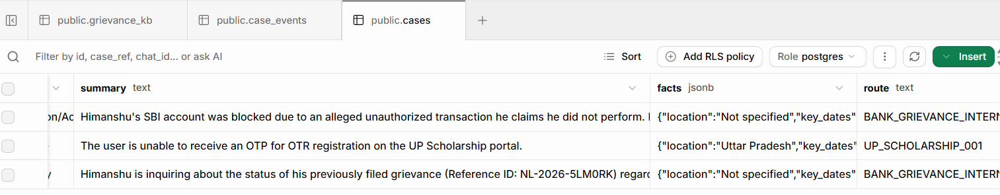 public.grievance_kb public.case_events public.cases
Filter by id, case_ref, chat_id... or ask AI Sort Add RLS policy Role postgres Insert
summary text facts jsonb route text
on/Ac Himanshu's SBI account was blocked due to an alleged unauthorized transaction he claims he did not perform. {"location":"Not specified","key_dates" BANK_GRIEVANCE_INTERN
The user is unable to receive an OTP for OTR registration on the UP Scholarship portal. {"location":"Uttar Pradesh","key_dates" UP_SCHOLARSHIP_001
y Himanshu is inquiring about the status of his previously filed grievance (Reference ID: NL-2026-5LM0RK) regard {"location":"Not specified","key_dates" BANK_GRIEVANCE_INTERN